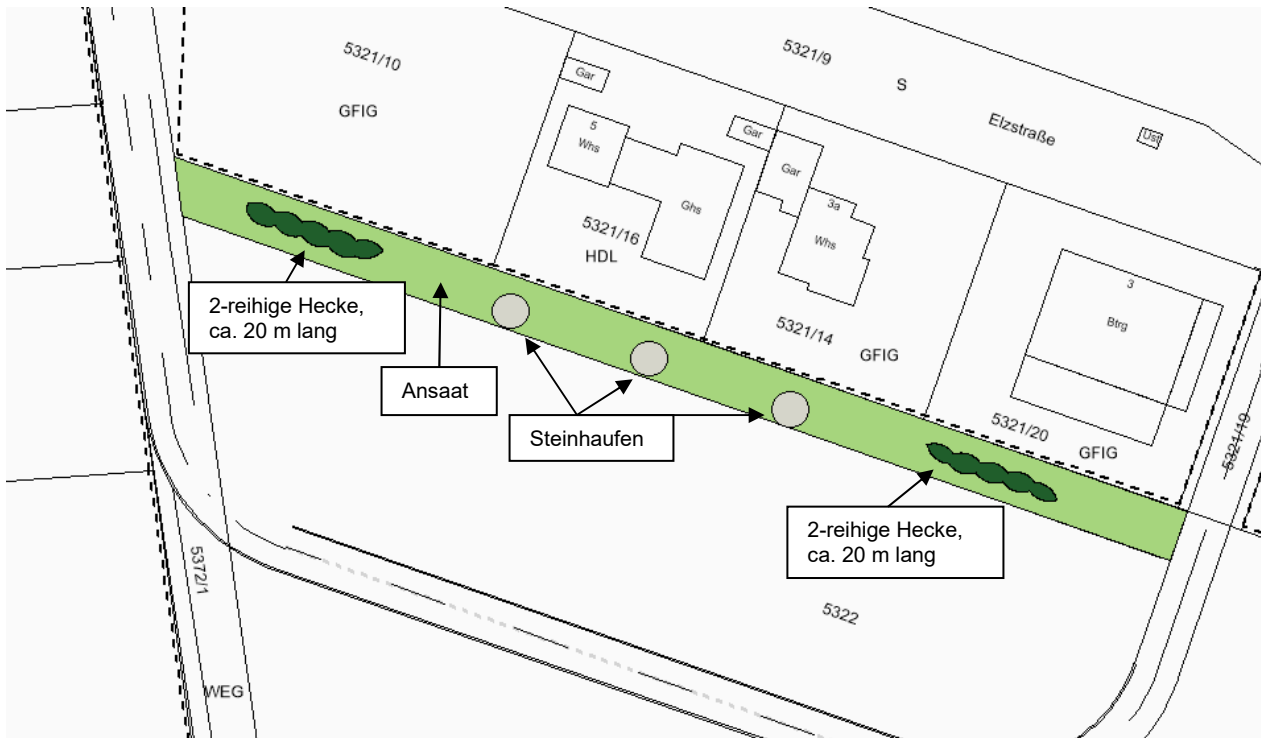 5321/10
GFIG
Gar
5
Whs
Ghs
5321/16
HDL
5321/9
S
Elzstraße
Ust
Gar
Gar
3a
Whs
5321/14
GFIG
3
Btrg
5321/20
GFIG
5321/19
2-reihige Hecke,
ca. 20 m lang
Ansaat
Steinhaufen
2-reihige Hecke,
ca. 20 m lang
5322
5372/1
WEG